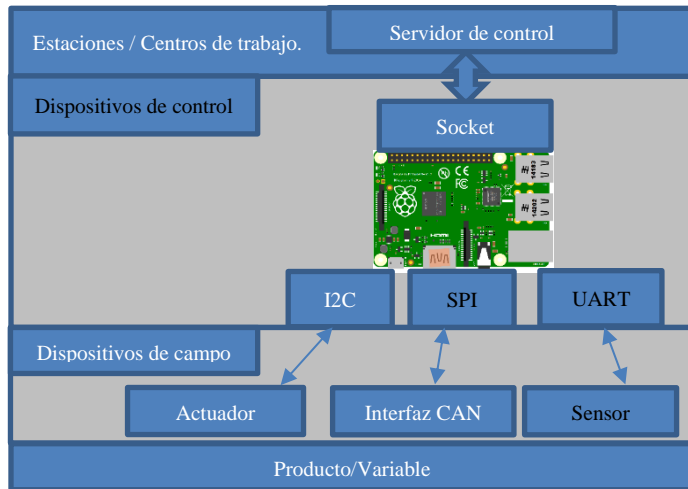 Servidor de control
Estaciones / Centros de trabajo.
Dispositivos de control
Socket
HDMI
I2C
SPI
UART
Dispositivos de campo
Actuador
Interfaz CAN
Sensor
Producto/Variable